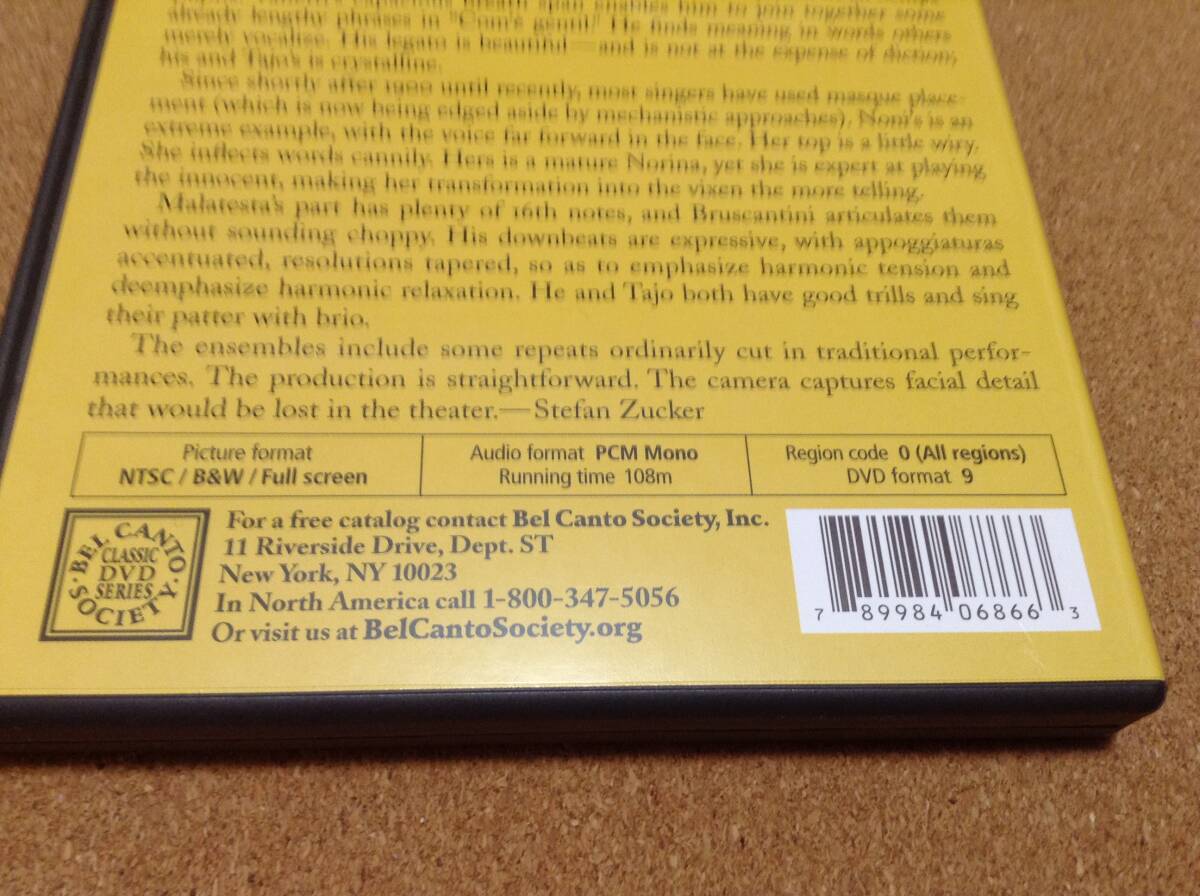 already lengthy phrases in "Com'è gentil." He finds meaning in words others
merely vocalize. His legato is beautiful—and is not at the expense of diction;
his and Tajo's is crystalline.
Since shortly after 1900 until recently, most singers have used masque place-
ment (which is now being edged aside by mechanistic approaches). Noni's is an
extreme example, with the voice far forward in the face. Her top is a little wiry.
She inflects words cannily. Hers is a mature Norina, yet she is expert at playing
the innocent, making her transformation into the vixen the more telling.
Malatesta's part has plenty of 16th notes, and Bruscantini articulates them
without sounding choppy. His downbeats are expressive, with appoggiaturas
accentuated, resolutions tapered, so as to emphasize harmonic tension and
deemphasize harmonic relaxation. He and Tajo both have good trills and sing
their patter with brio.
The ensembles include some repeats ordinarily cut in traditional perfor-
mances. The production is straightforward. The camera captures facial detail
that would be lost in the theater.—Stefan Zucker
Picture format
NTSC / B&W / Full screen
Audio format PCM Mono
Running time 108m
Region code 0 (All regions)
DVD format 9
BEL CANTO
CLASSIC
DVD
SERIES
SOCIETY
For a free catalog contact Bel Canto Society, Inc.
11 Riverside Drive, Dept. ST
New York, NY 10023
In North America call 1-800-347-5056
Or visit us at BelCantoSociety.org
7 89984 06866 3